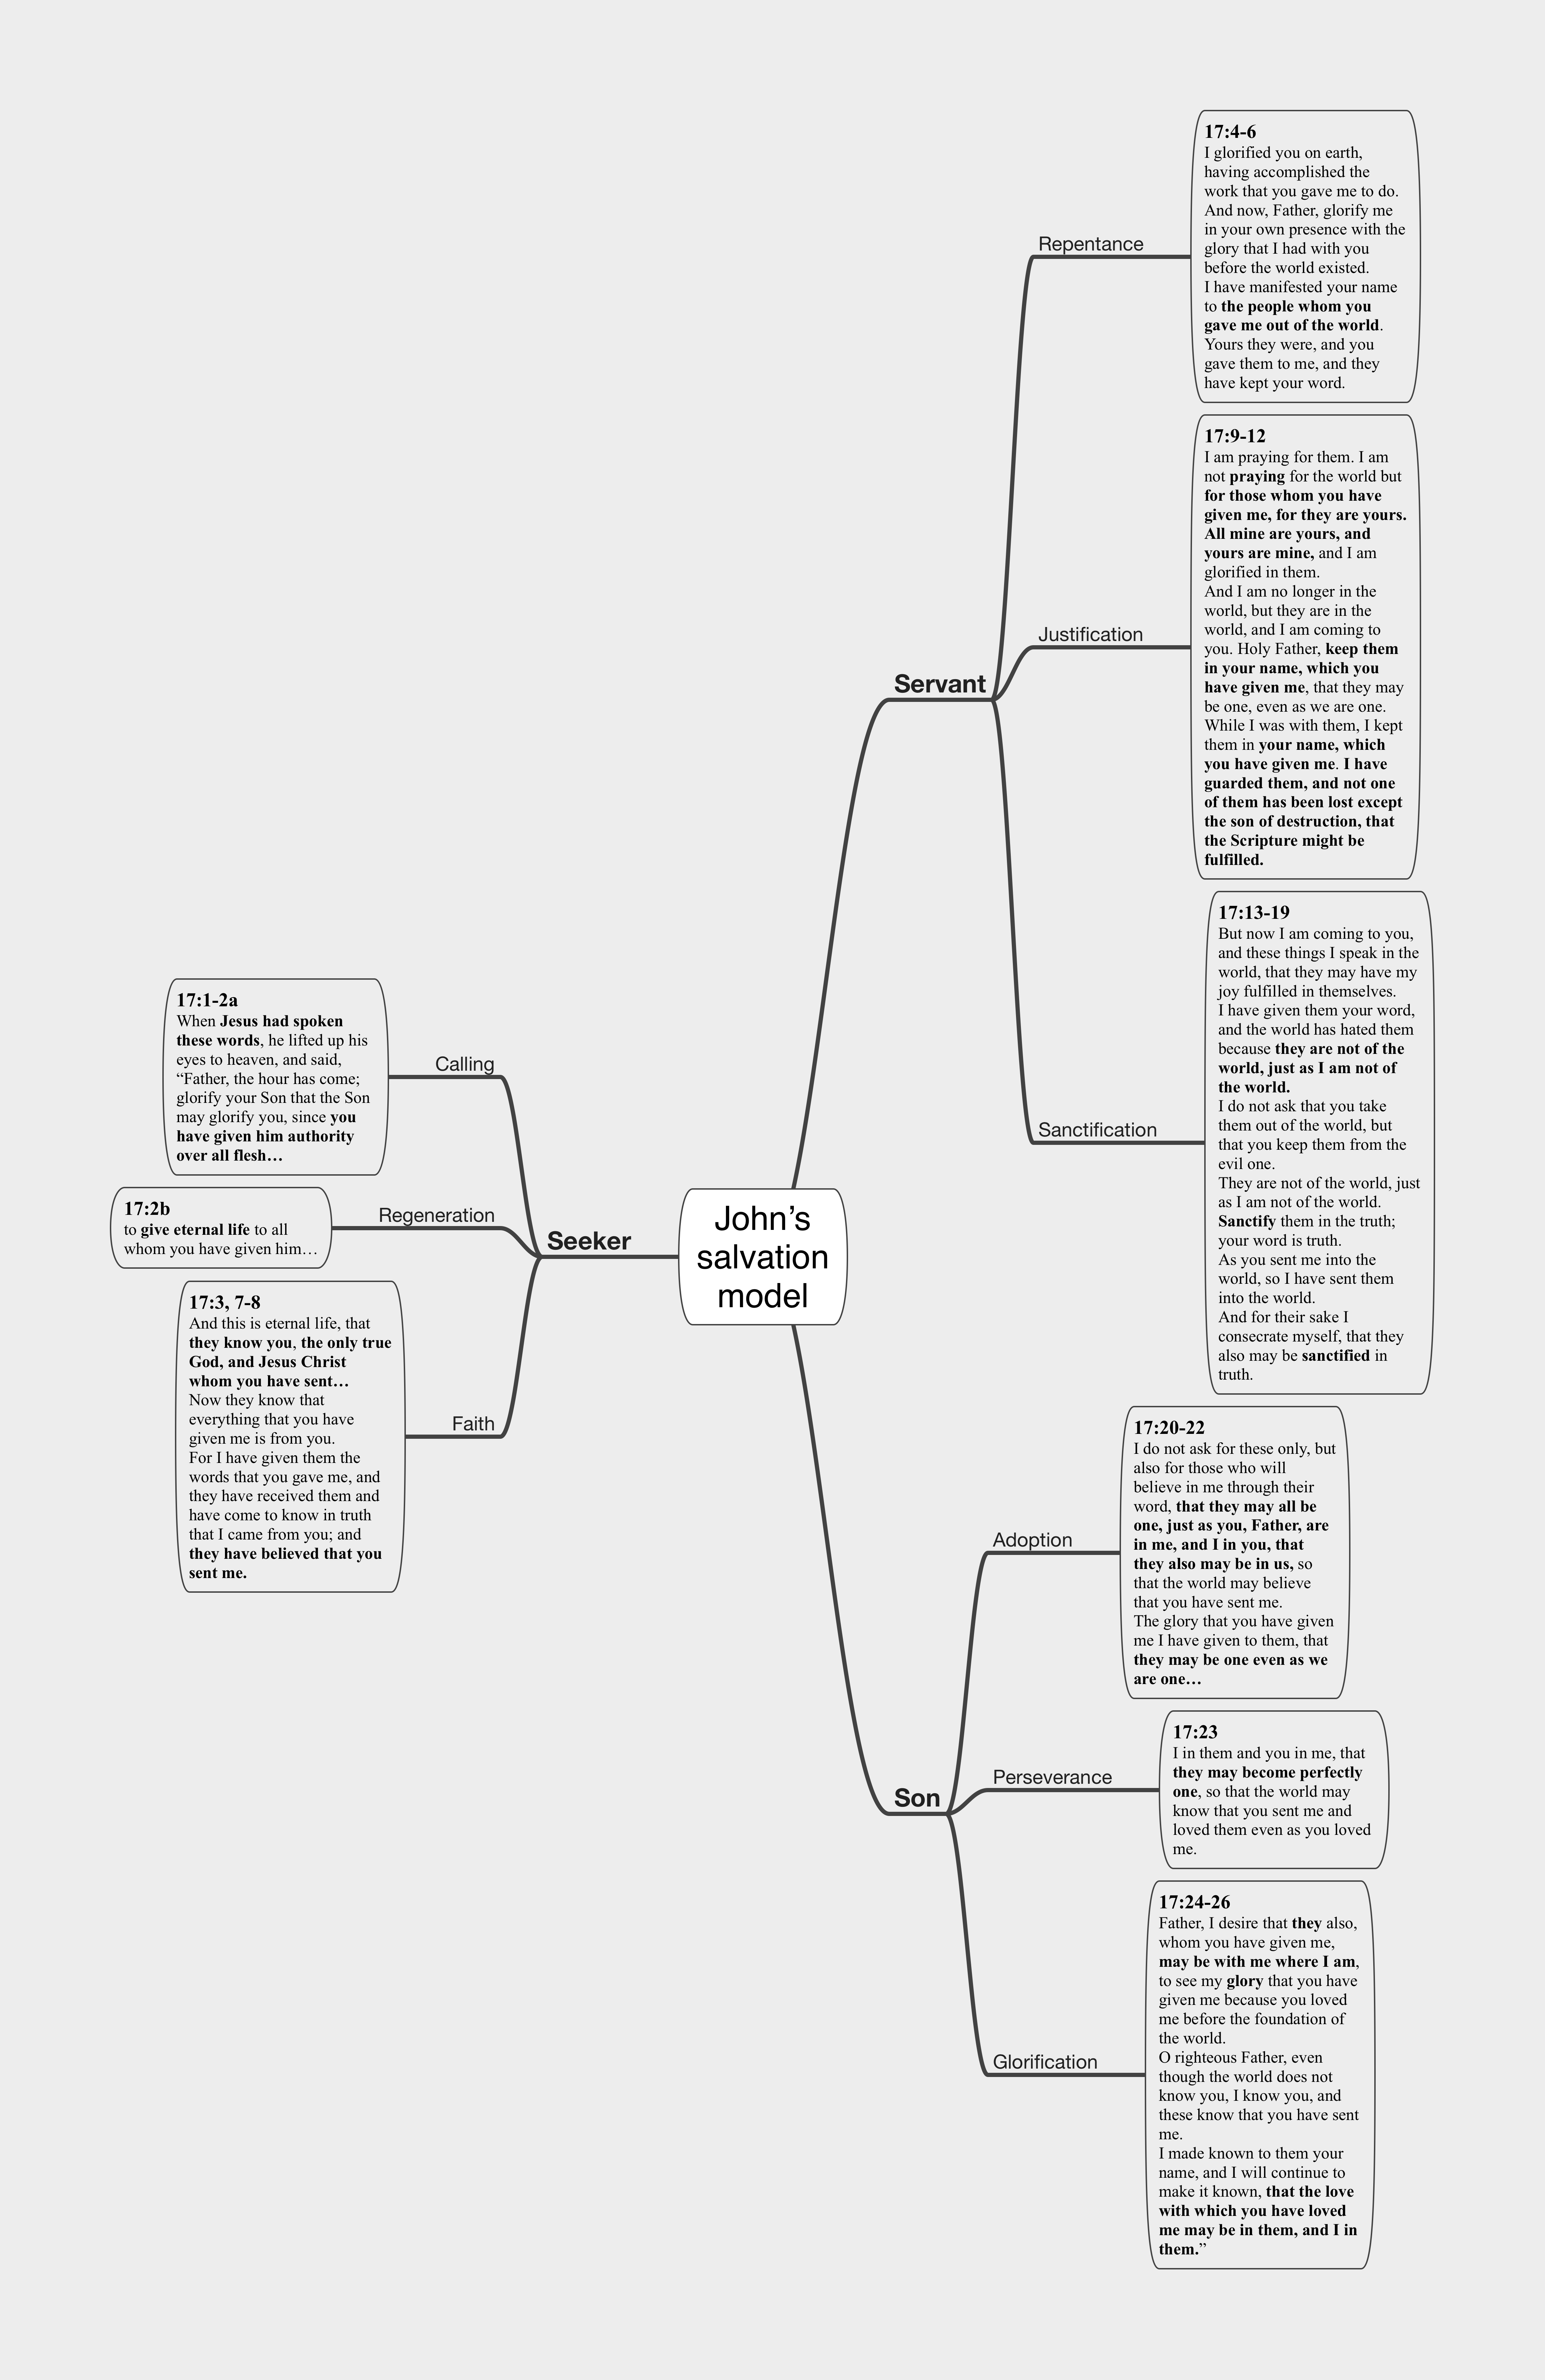 John's
salvation
model
Seeker
Calling
17:1-2a
When Jesus had spoken
these words, he lifted up his
eyes to heaven, and said,
“Father, the hour has come;
glorify your Son that the Son
may glorify you, since you
have given him authority
over all flesh…
Regeneration
17:2b
to give eternal life to all
whom you have given him…
Faith
17:3, 7-8
And this is eternal life, that
they know you, the only true
God, and Jesus Christ
whom you have sent…
Now they know that
everything that you have
given me is from you.
For I have given them the
words that you gave me, and
they have received them and
have come to know in truth
that I came from you; and
they have believed that you
sent me.
Servant
Repentance
17:4-6
I glorified you on earth,
having accomplished the
work that you gave me to do.
And now, Father, glorify me
in your own presence with the
glory that I had with you
before the world existed.
I have manifested your name
to the people whom you
gave me out of the world.
Yours they were, and you
gave them to me, and they
have kept your word.
Justification
17:9-12
I am praying for them. I am
not praying for the world but
for those whom you have
given me, for they are yours.
All mine are yours, and
yours are mine, and I am
glorified in them.
And I am no longer in the
world, but they are in the
world, and I am coming to
you. Holy Father, keep them
in your name, which you
have given me, that they may
be one, even as we are one.
While I was with them, I kept
them in your name, which
you have given me. I have
guarded them, and not one
of them has been lost except
the son of destruction, that
the Scripture might be
fulfilled.
Sanctification
17:13-19
But now I am coming to you,
and these things I speak in the
world, that they may have my
joy fulfilled in themselves.
I have given them your word,
and the world has hated them
because they are not of the
world, just as I am not of
the world.
I do not ask that you take
them out of the world, but
that you keep them from the
evil one.
They are not of the world, just
as I am not of the world.
Sanctify them in the truth;
your word is truth.
As you sent me into the
world, so I have sent them
into the world.
And for their sake I
consecrate myself, that they
also may be sanctified in
truth.
Son
Adoption
17:20-22
I do not ask for these only, but
also for those who will
believe in me through their
word, that they may all be
one, just as you, Father, are
in me, and I in you, that
they also may be in us, so
that the world may believe
that you have sent me.
The glory that you have given
me I have given to them, that
they may be one even as we
are one…
Perseverance
17:23
I in them and you in me, that
they may become perfectly
one, so that the world may
know that you sent me and
loved them even as you loved
me.
Glorification
17:24-26
Father, I desire that they also,
whom you have given me,
may be with me where I am,
to see my glory that you have
given me because you loved
me before the foundation of
the world.
O righteous Father, even
though the world does not
know you, I know you, and
these know that you have sent
me.
I made known to them your
name, and I will continue to
make it known, that the love
with which you have loved
me may be in them, and I in
them.”